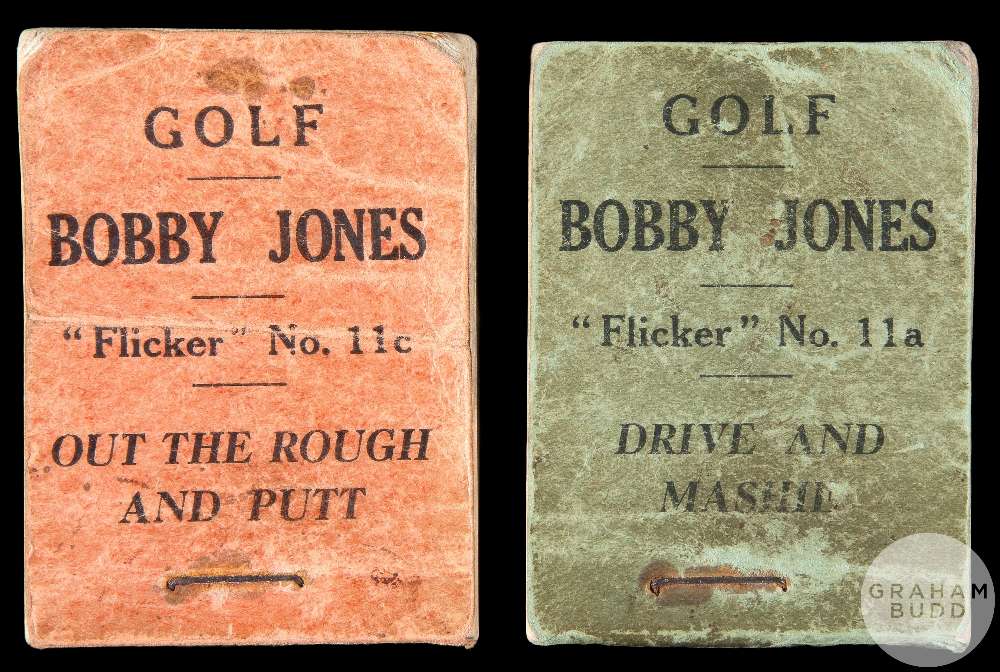 GOLF
BOBBY JONES
"Flicker" No. 11c
OUT THE ROUGH
AND PUTT
GOLF
BOBBY JONES
"Flicker" No. 11a
DRIVE AND
MASHIE
GRAHAM
BUDD